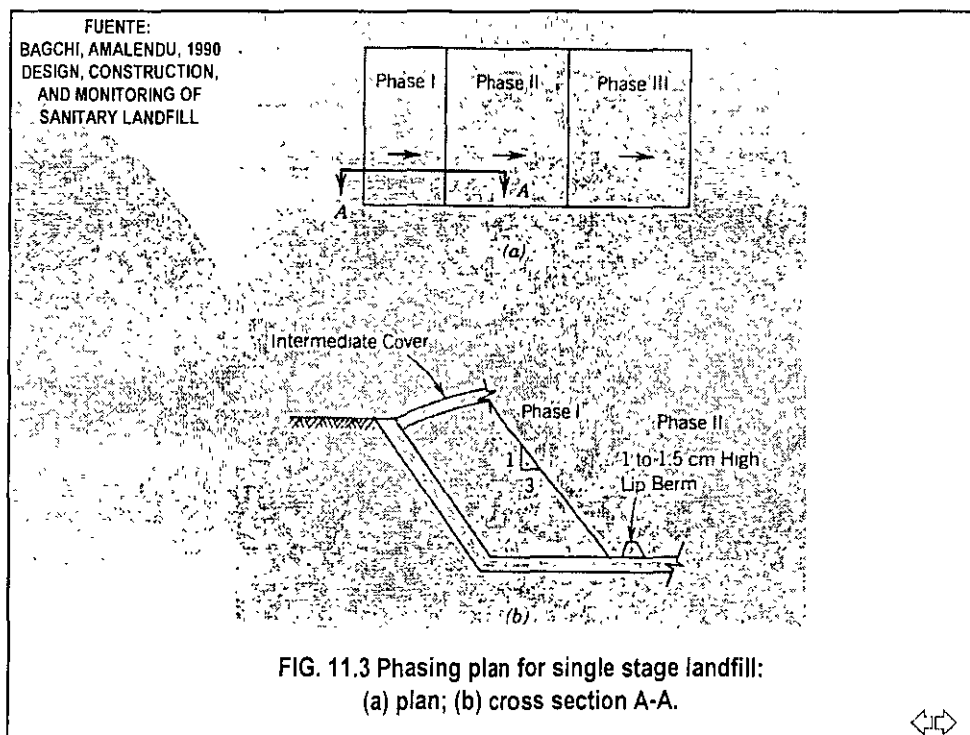 FUENTE:
BAGCHI, AMALENDU, 1990
DESIGN, CONSTRUCTION,
AND MONITORING OF
SANITARY LANDFILL
Phase I
Phase II
Phase III
A
A
(a)
Intermediate Cover
Phase I
Phase II
1
3
1 to 1.5 cm High
Lip Berm
(b)
FIG. 11.3 Phasing plan for single stage landfill:
(a) plan; (b) cross section A-A.